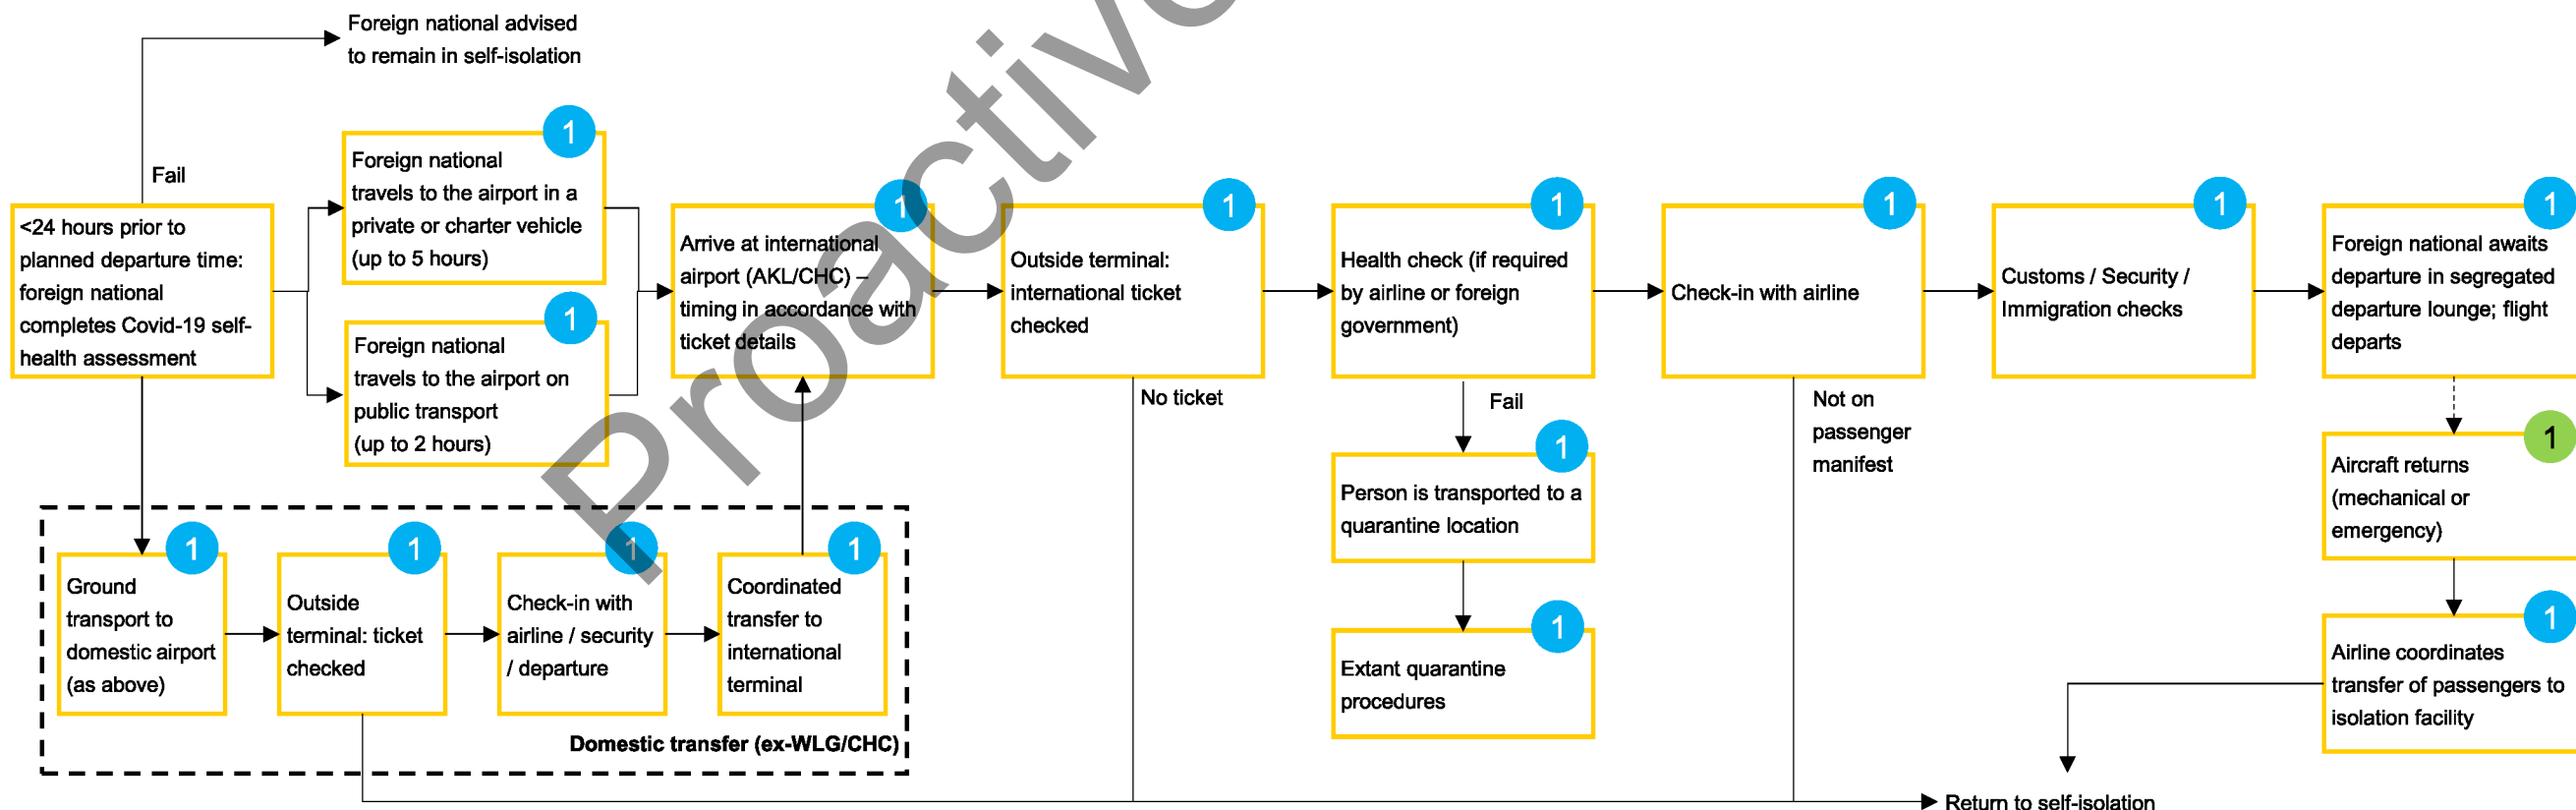 Foreign national advised
to remain in self-isolation
Fail
<24 hours prior to
planned departure time:
foreign national
completes Covid-19 self-
health assessment
1
Foreign national
travels to the airport in a
private or charter vehicle
(up to 5 hours)
1
Foreign national
travels to the airport on
public transport
(up to 2 hours)
1
Arrive at international
airport (AKL/CHC) –
timing in accordance with
ticket details
1
Outside terminal:
international ticket
checked
No ticket
1
Health check (if required
by airline or foreign
government)
Fail
1
Person is transported to a
quarantine location
1
Extant quarantine
procedures
1
Check-in with airline
Not on
passenger
manifest
1
Customs / Security /
Immigration checks
1
Foreign national awaits
departure in segregated
departure lounge; flight
departs
1
Aircraft returns
(mechanical or
emergency)
1
Airline coordinates
transfer of passengers to
isolation facility
1
Ground
transport to
domestic airport
(as above)
1
Outside
terminal: ticket
checked
1
Check-in with
airline / security
/ departure
1
Coordinated
transfer to
international
terminal
Domestic transfer (ex-WLG/CHC)
Return to self-isolation
Proactive